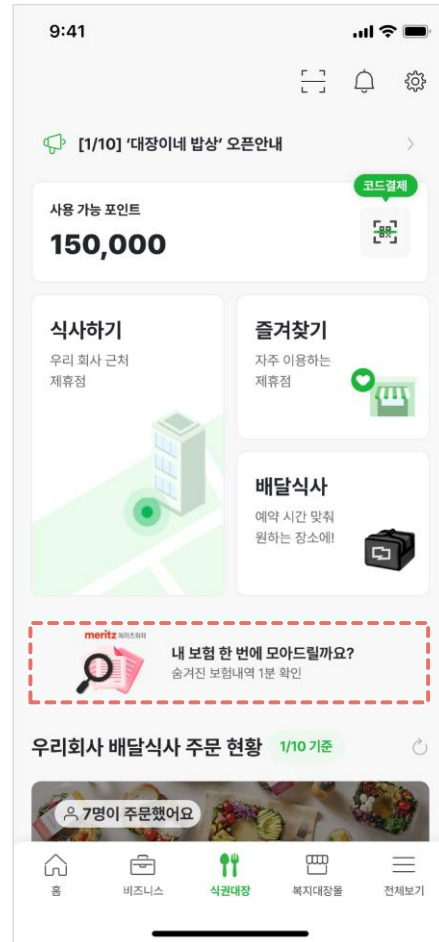 9:41
[1/10] ‘대장이네 밥상’ 오픈안내
코드결제
사용 가능 포인트
150,000
식사하기
우리 회사 근처
제휴점
즐겨찾기
자주 이용하는
제휴점
배달식사
예약 시간 맞춰
원하는 장소에!
meritz 메리츠화재
내 보험 한 번에 모아드릴까요?
숨겨진 보험내역 1분 확인
우리회사 배달식사 주문 현황 1/10 기준
7명이 주문했어요
홈 비즈니스 식권대장 복지대장몰 전체보기